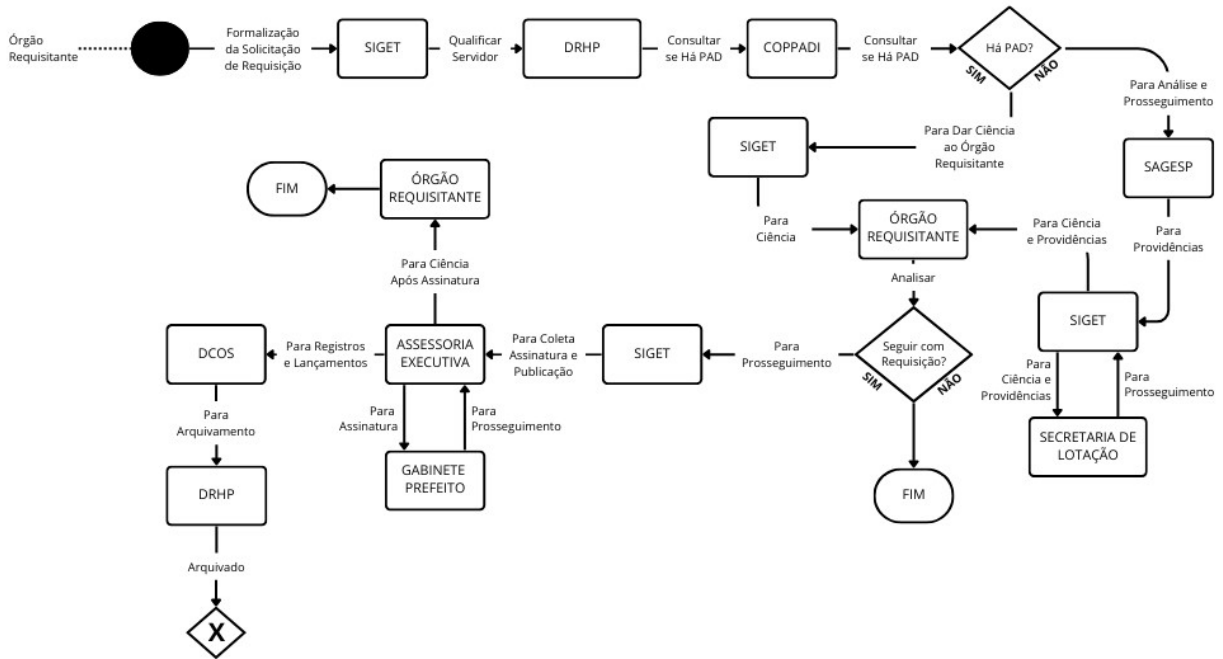 Órgão
Requisitante
Formalização
da Solicitação
de Requisição
SIGET
Qualificar
Servidor
DRHP
Consultar
se Há PAD
COPPADI
Consultar
se Há PAD
Há PAD?
SIM
NÃO
Para Análise e
Prosseguimento
SAGESP
Para
Providências
Para Dar Ciência
ao Órgão
Requisitante
SIGET
Para
Ciência
ÓRGÃO
REQUISITANTE
Para Ciência
e Providências
SIGET
Para
Ciência e
Providências
Para
Prosseguimento
SECRETARIA DE
LOTAÇÃO
Analisar
Seguir com
Requisição?
SIM
NÃO
FIM
Para
Prosseguimento
SIGET
Para Coleta
Assinatura e
Publicação
ASSESSORIA
EXECUTIVA
Para Ciência
Após Assinatura
ÓRGÃO
REQUISITANTE
FIM
Para
Assinatura
Para
Prosseguimento
GABINETE
PREFEITO
Para Registros
e Lançamentos
DCOS
Para
Arquivamento
DRHP
Arquivado
X